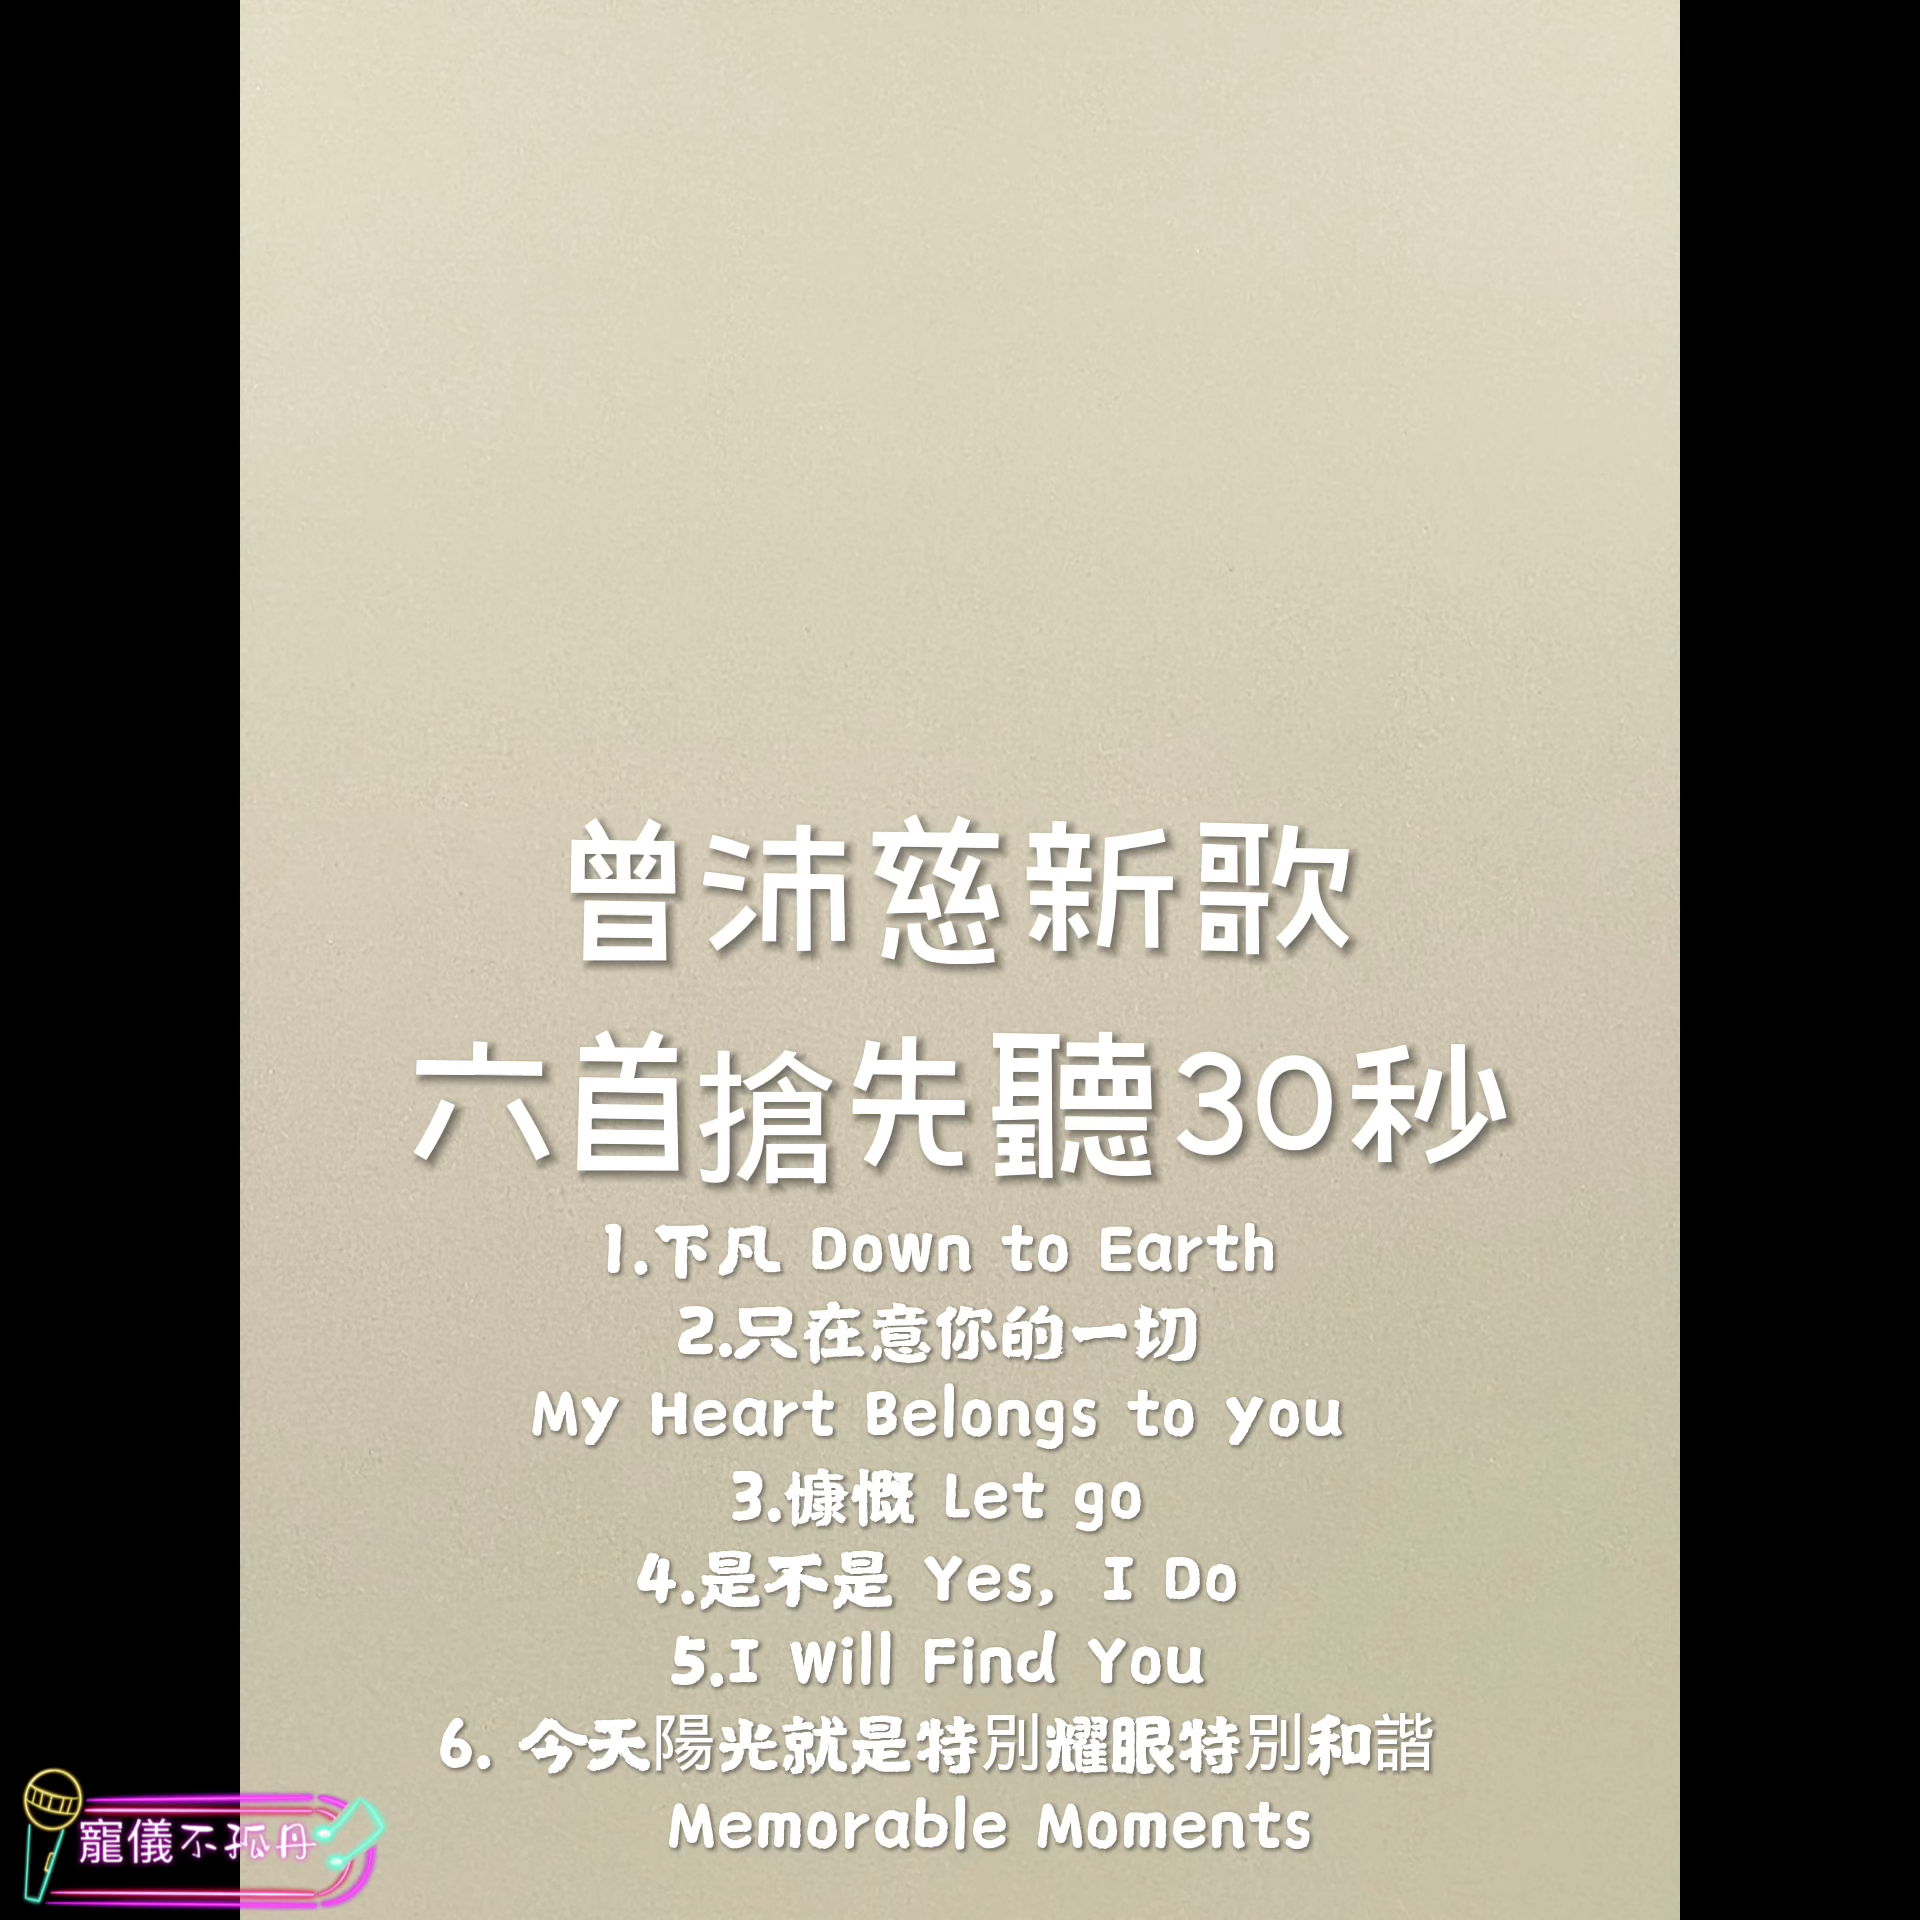 曾沛慈新歌
六首搶先聽30秒
1.下凡 Down to Earth
2.只在意你的一切
My Heart Belongs to you
3.慷慨 Let go
4.是不是 Yes, I Do
5.I Will Find You
6. 今天陽光就是特別耀眼特別和諧
Memorable Moments
寵儀不孤丹